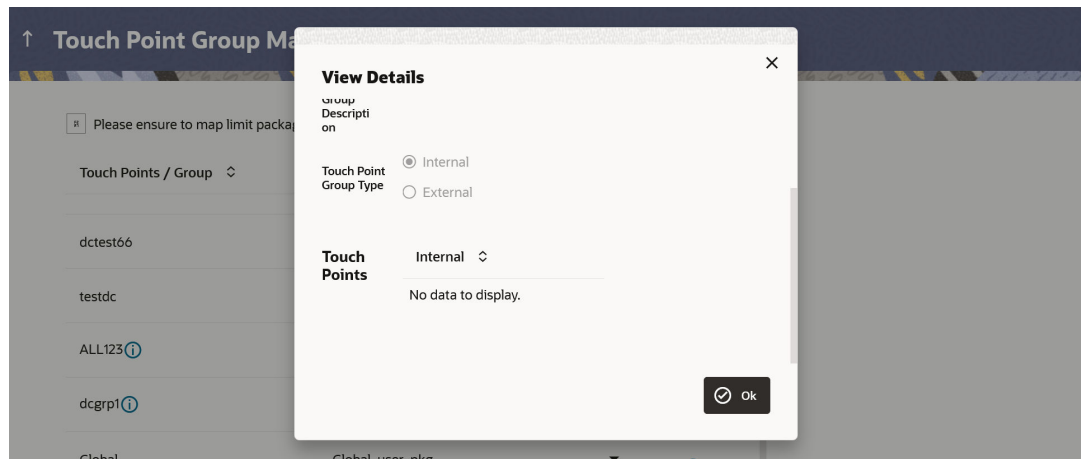 Touch Point Group Ma
View Details
Group
Descripti
on
Please ensure to map limit packag
Touch Points / Group
Touch Point
Group Type
Internal
External
dctest66
Touch
Points
Internal
testdc
No data to display.
ALL123
Ok
dcgrp1
Global
Global_user_pkg